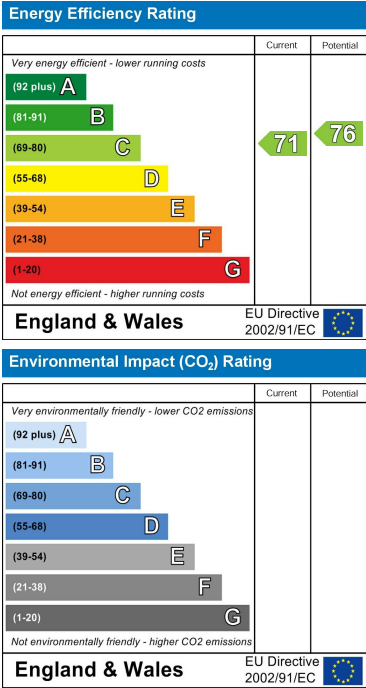 Energy Efficiency Rating
Current Potential
Very energy efficient - lower running costs
(92 plus) A
(81-91) B
(69-80) C
(55-68) D
(39-54) E
(21-38) F
(1-20) G
71
76
Not energy efficient - higher running costs
England & Wales
EU Directive
2002/91/EC
Environmental Impact (CO₂) Rating
Current Potential
Very environmentally friendly - lower CO2 emissions
(92 plus) A
(81-91) B
(69-80) C
(55-68) D
(39-54) E
(21-38) F
(1-20) G
Not environmentally friendly - higher CO2 emissions
England & Wales
EU Directive
2002/91/EC